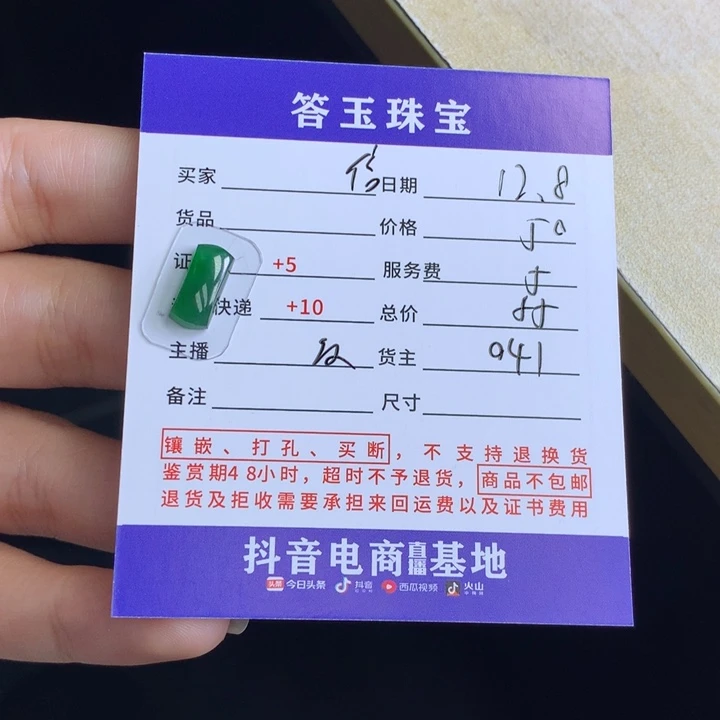 答玉珠宝
买家 日期 12.8
货品 价格 50
证 +5 服务费 5
快递 +10 总价 55
主播 货主 041
备注 尺寸
镶嵌、打孔、买断，不支持退换货
鉴赏期48小时，超时不予退货，商品不包邮
退货及拒收需要承担来回运费以及证书费用
抖音电商直播基地
头条 今日头条 抖音 西瓜视频 火山